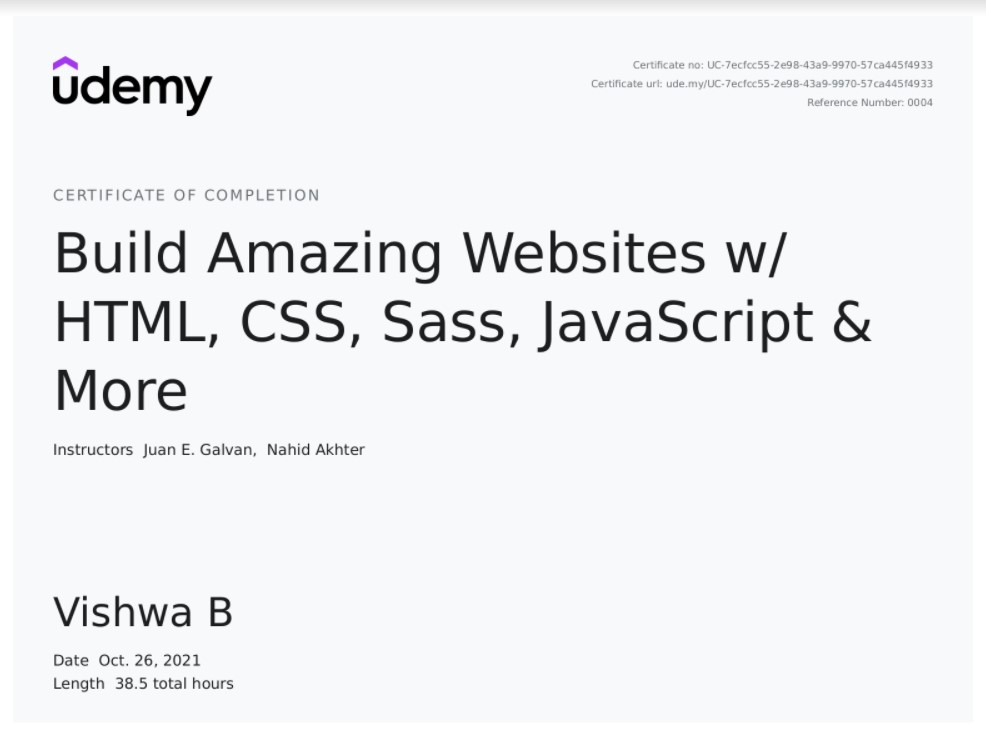 udemy
Certificate no: UC-7ecfcc55-2e98-43a9-9970-57ca445f4933
Certificate url: ude.my/UC-7ecfcc55-2e98-43a9-9970-57ca445f4933
Reference Number: 0004
CERTIFICATE OF COMPLETION
Build Amazing Websites w/
HTML, CSS, Sass, JavaScript &
More
Instructors Juan E. Galvan, Nahid Akhter
Vishwa B
Date Oct. 26, 2021
Length 38.5 total hours